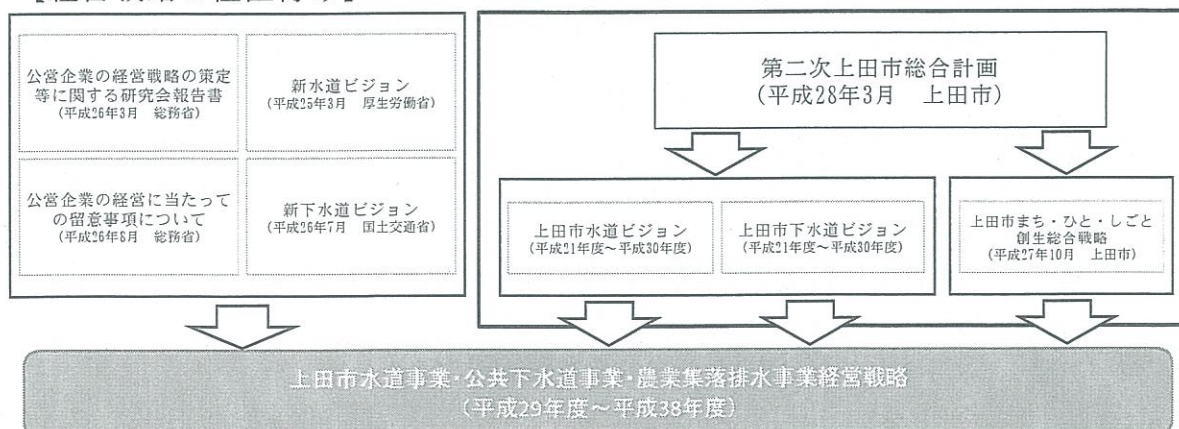 公営企業の経営戦略の策定
等に関する研究会報告書
(平成26年3月 総務省)
新水道ビジョン
(平成25年3月 厚生労働省)
公営企業の経営に当たって
の留意事項について
(平成26年8月 総務省)
新下水道ビジョン
(平成26年7月 国土交通省)
第二次上田市総合計画
(平成28年3月 上田市)
上田市水道ビジョン
(平成21年度～平成30年度)
上田市下水道ビジョン
(平成21年度～平成30年度)
上田市まち・ひと・しごと
創生総合戦略
(平成27年10月 上田市)
上田市水道事業・公共下水道事業・農業集落排水事業経営戦略
(平成29年度～平成38年度)